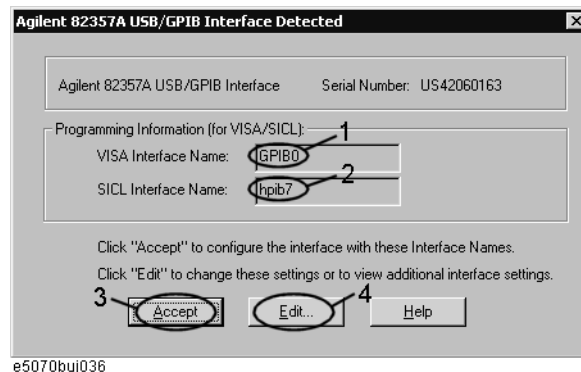 Agilent 82357A USB/GPIB Interface Detected
Agilent 82357A USB/GPIB Interface Serial Number: US42060163
Programming Information (for VISA/SICL):
1
VISA Interface Name: GPIB0
2
SICL Interface Name: hpib7
Click "Accept" to configure the interface with these Interface Names.
Click "Edit" to change these settings or to view additional interface settings.
3 4
Accept Edit... Help
e5070buj036